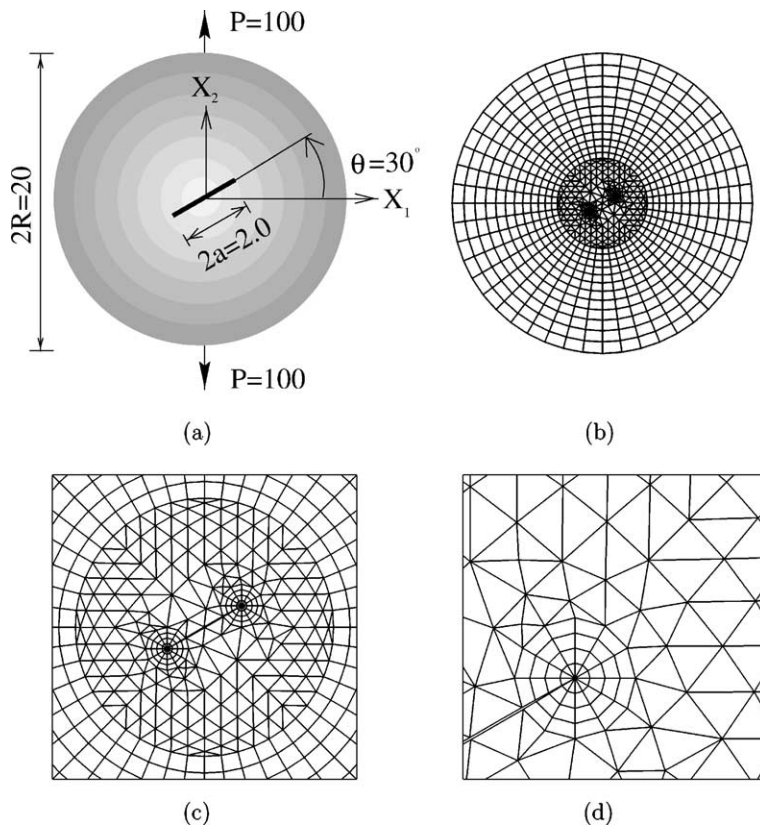 P=100
X₂
θ=30°
X₁
2R=20
2a=2.0
P=100
(a)
(b)
(c)
(d)